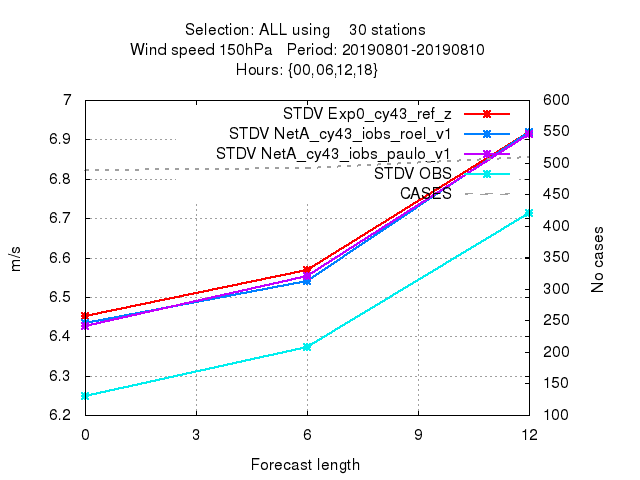 Selection: ALL using 30 stations
Wind speed 150hPa Period: 20190801-20190810
Hours: {00,06,12,18}
7
6.9
6.8
6.7
6.6
6.5
6.4
6.3
6.2
m/s
STDV Exp0_cy43_ref_z
STDV NetA_cy43_iobs_roel_v1
STDV NetA_cy43_iobs_paulo_v1
STDV OBS
CASES
600
550
500
450
400
350
300
250
200
150
100
No cases
0 3 6 9 12
Forecast length